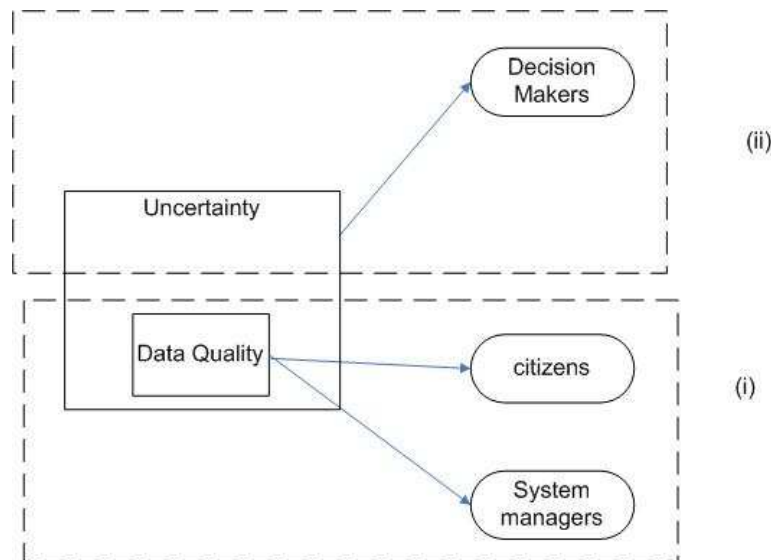 Decision
Makers
(ii)
Uncertainty
Data Quality
citizens
(i)
System
managers